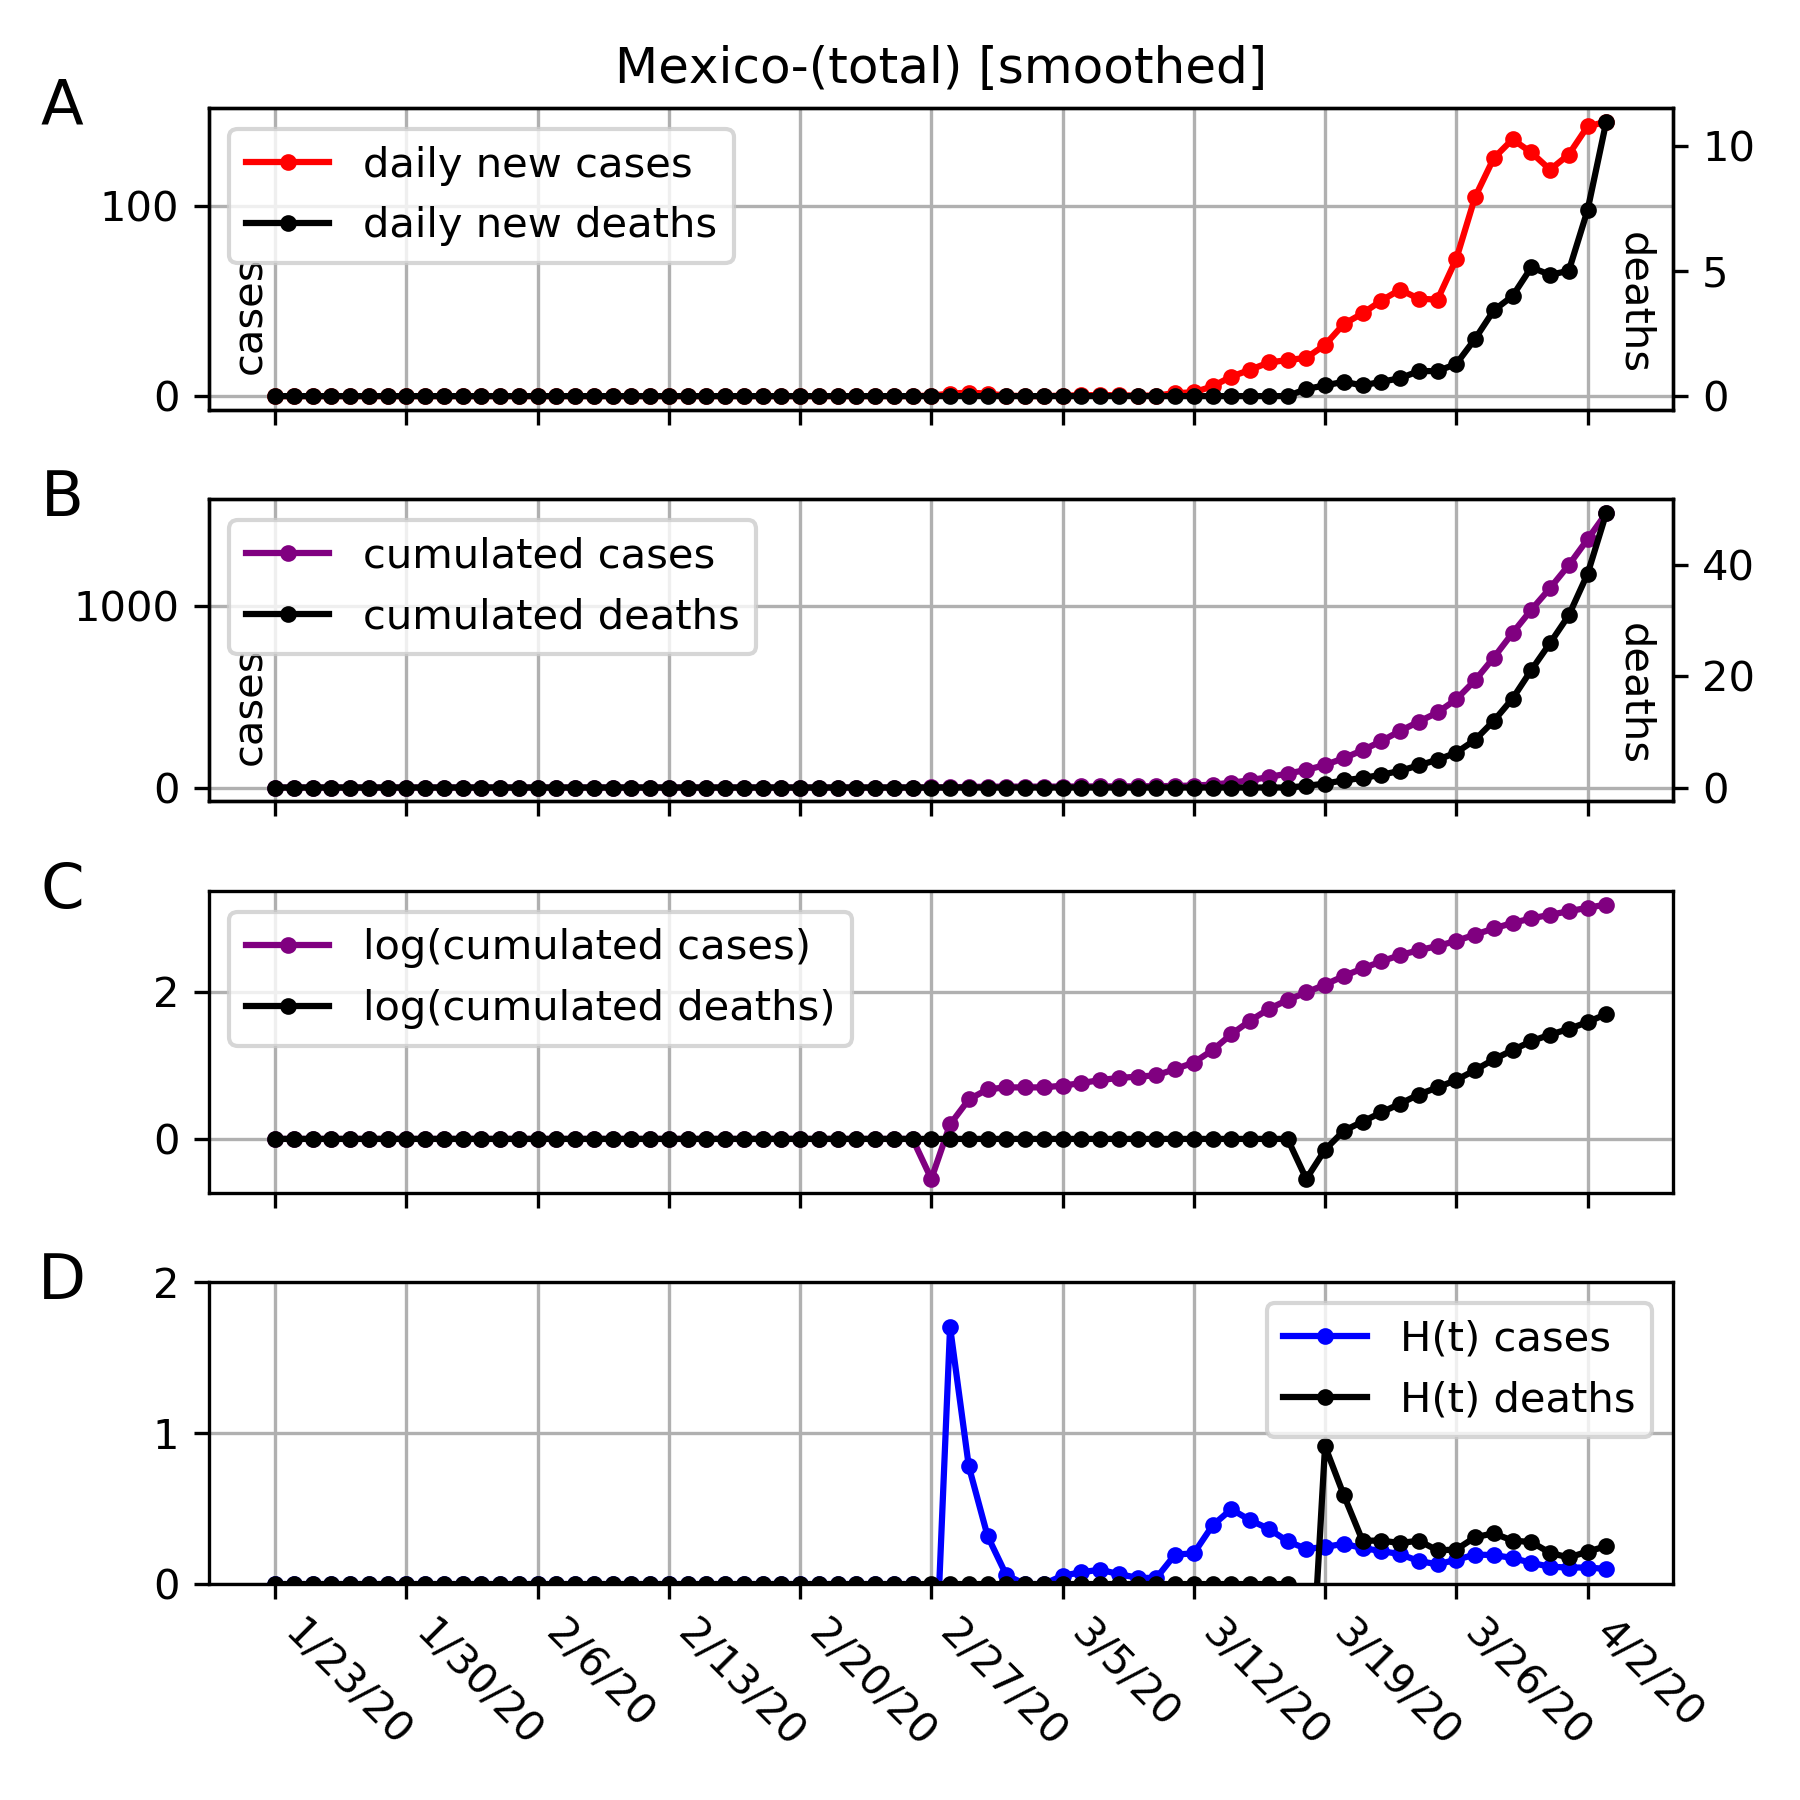 Mexico-(total) [smoothed]
A
daily new cases
daily new deaths
100
0
cases
10
5
0
deaths
B
cumulated cases
cumulated deaths
1000
0
cases
40
20
0
deaths
C
log(cumulated cases)
log(cumulated deaths)
2
0
D
H(t) cases
H(t) deaths
2
1
0
1/23/20
1/30/20
2/6/20
2/13/20
2/20/20
2/27/20
3/5/20
3/12/20
3/19/20
3/26/20
4/2/20